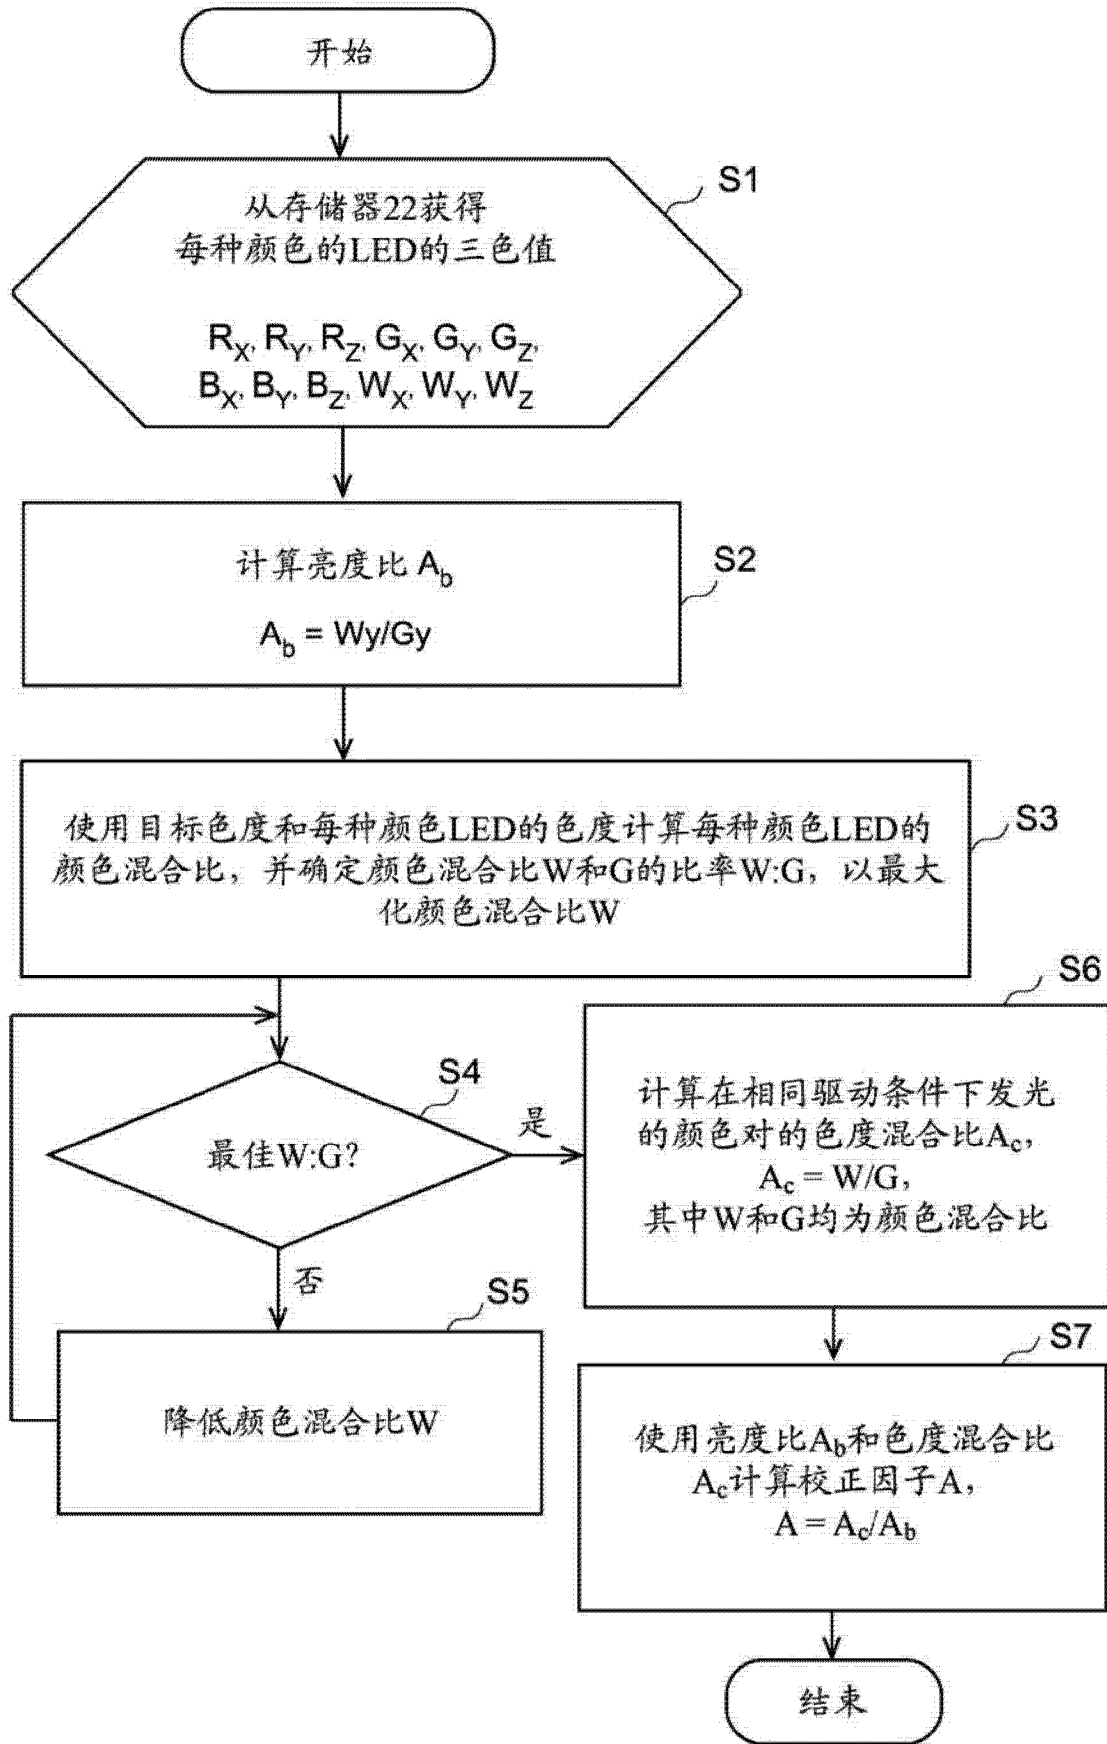 开始
S1
从存储器22获得
每种颜色的LED的三色值
R_X, R_Y, R_Z, G_X, G_Y, G_Z,
B_X, B_Y, B_Z, W_X, W_Y, W_Z
S2
计算亮度比 A_b
A_b = Wy/Gy
S3
使用目标色度和每种颜色LED的色度计算每种颜色LED的
颜色混合比，并确定颜色混合比W和G的比率W:G，以最大
化颜色混合比W
S4
最佳W:G?
是
否
S5
降低颜色混合比W
S6
计算在相同驱动条件下发光
的颜色对的色度混合比A_c，
A_c = W/G，
其中W和G均为颜色混合比
S7
使用亮度比A_b和色度混合比
A_c计算校正因子A，
A = A_c/A_b
结束